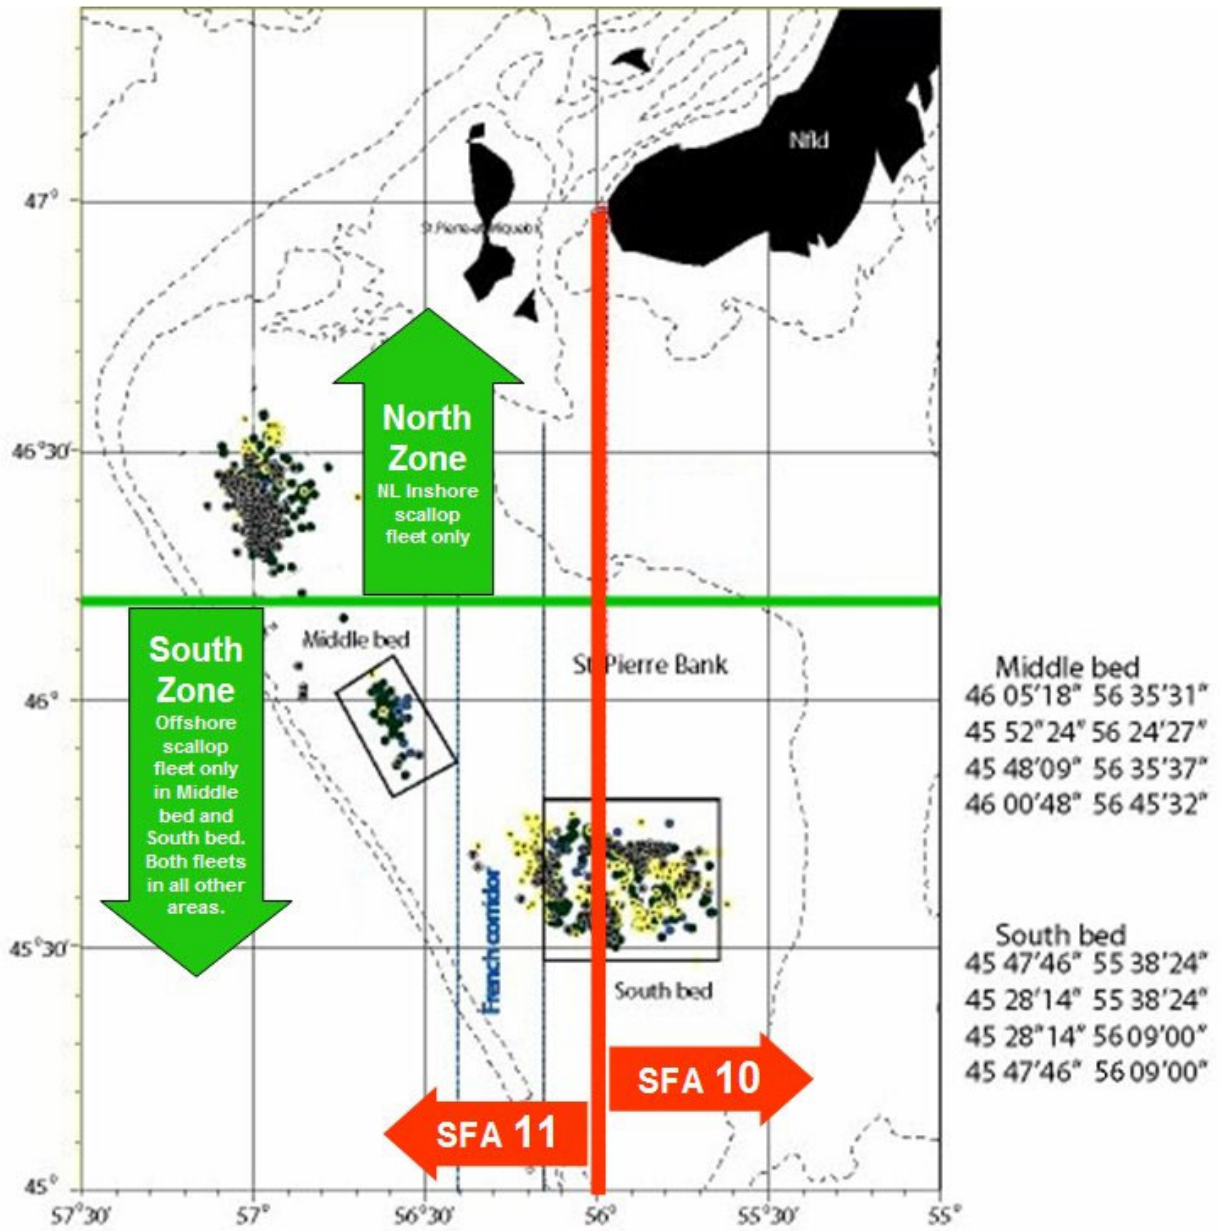 Nfld
47°
St. Pierre et Miquelon
North
Zone
NL Inshore
scallop
fleet only
46°30'
South
Zone
Offshore
scallop
fleet only
in Middle
bed and
South bed.
Both fleets
in all other
areas.
Middle bed
St. Pierre Bank
46°
French corridor
45°30'
South bed
SFA 10
SFA 11
45°
57°30'
57°
56°30'
56°
55°30'
55°
Middle bed
46 05'18" 56 35'31"
45 52"24" 56 24'27"
45 48'09" 56 35'37"
46 00'48" 56 45'32"
South bed
45 47'46" 55 38'24"
45 28'14" 55 38'24"
45 28"14" 56 09'00"
45 47'46" 56 09'00"